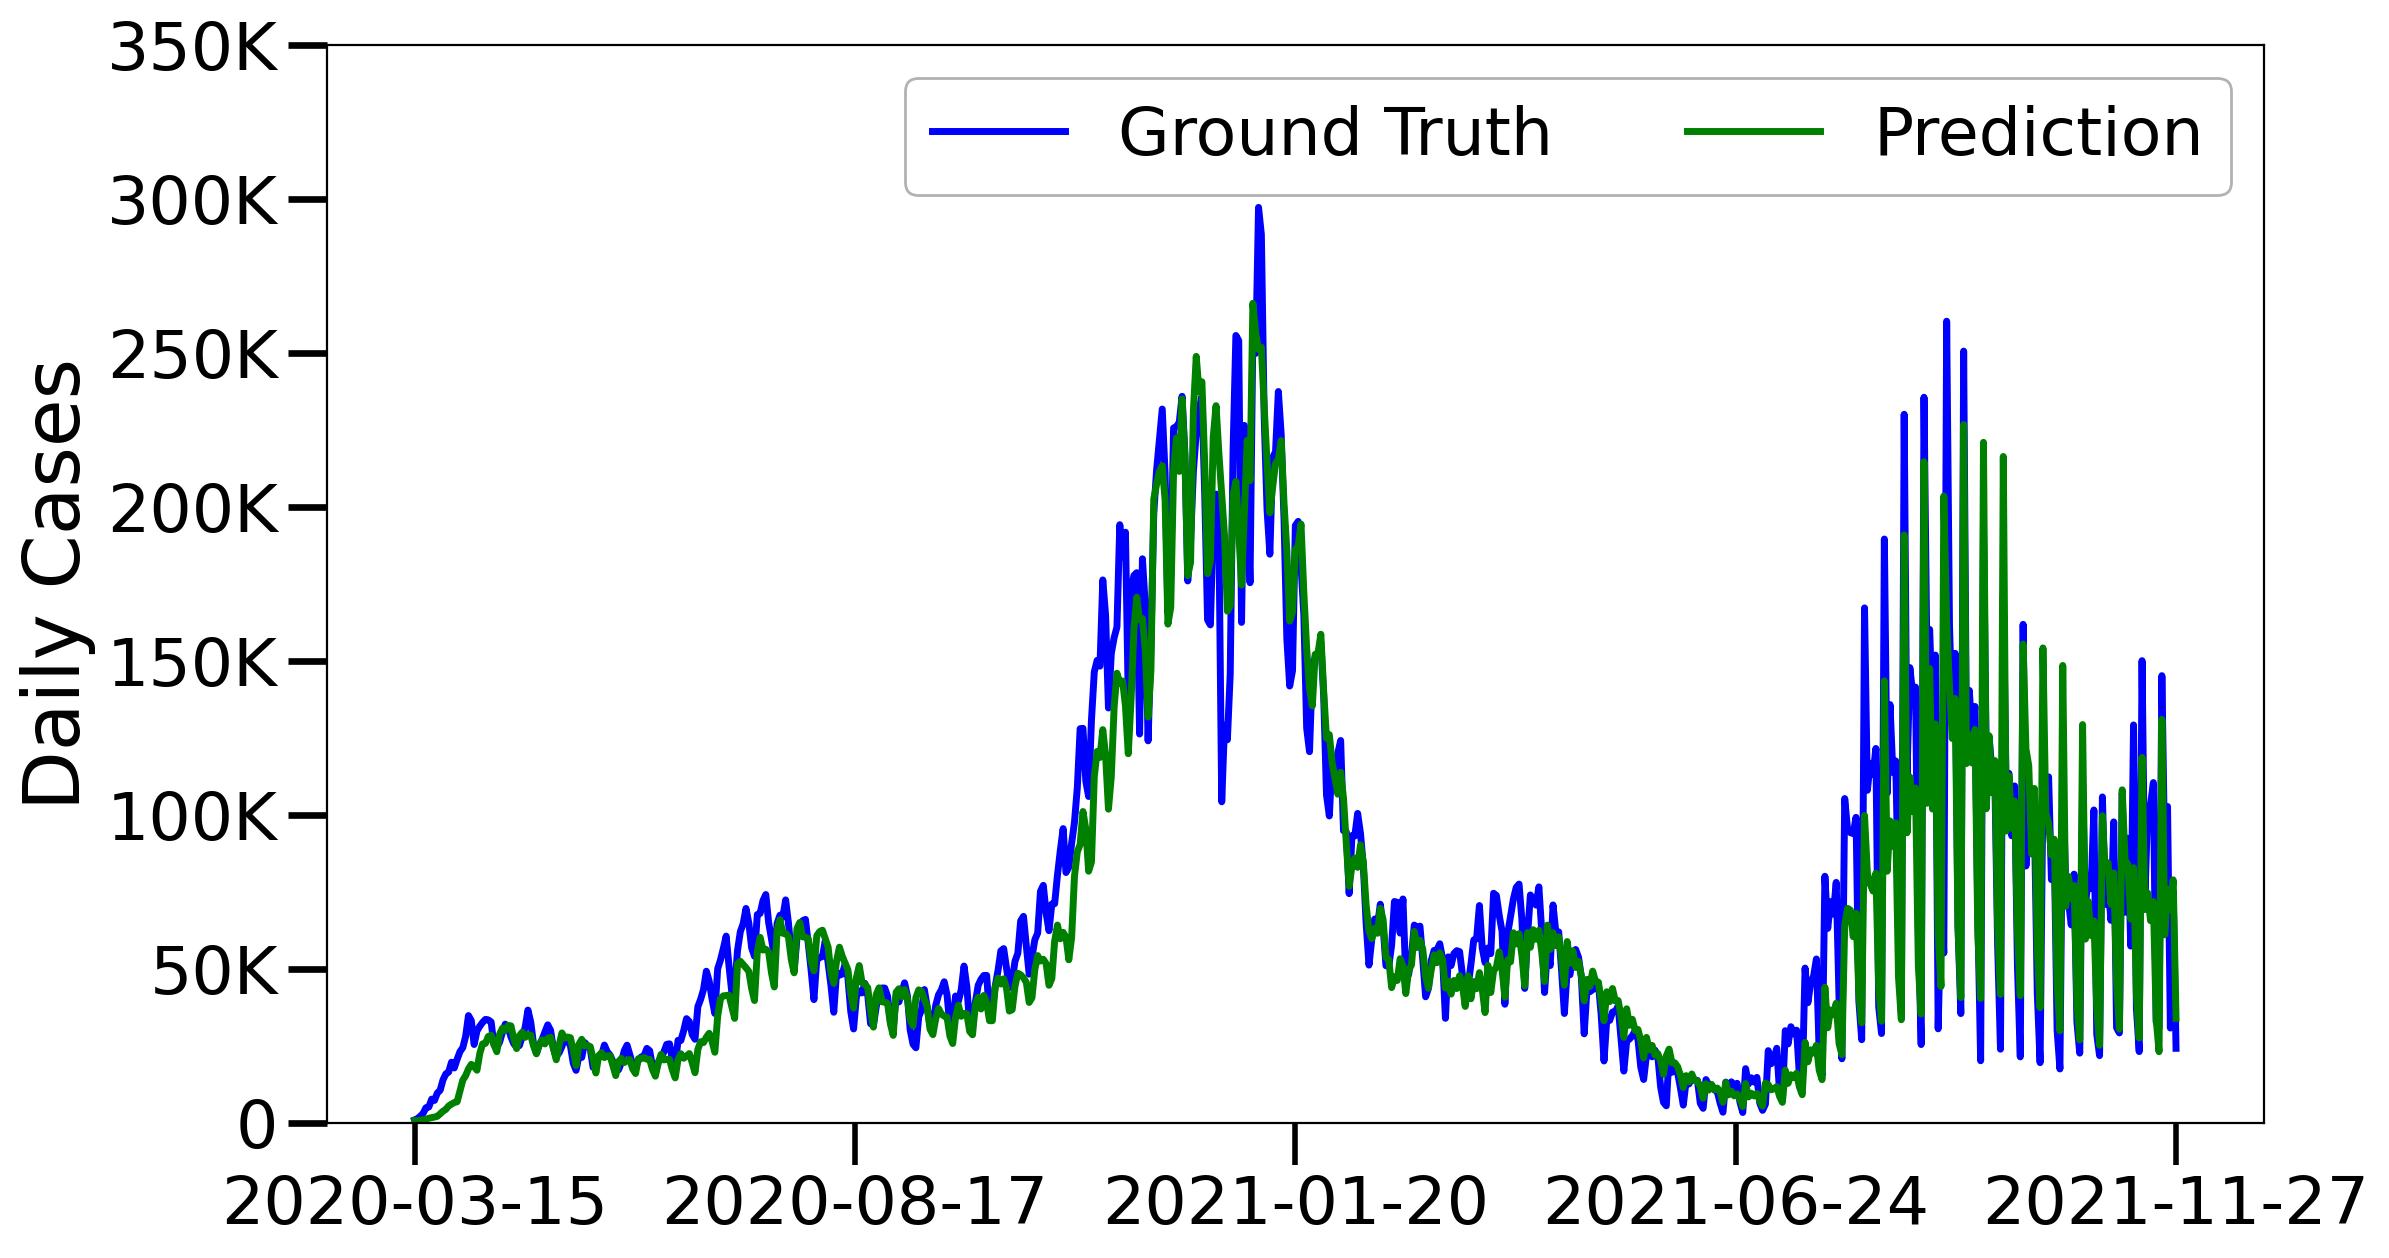 350K
300K
250K
200K
150K
100K
50K
0
Daily Cases
Ground Truth
Prediction
2020-03-15
2020-08-17
2021-01-20
2021-06-24
2021-11-27